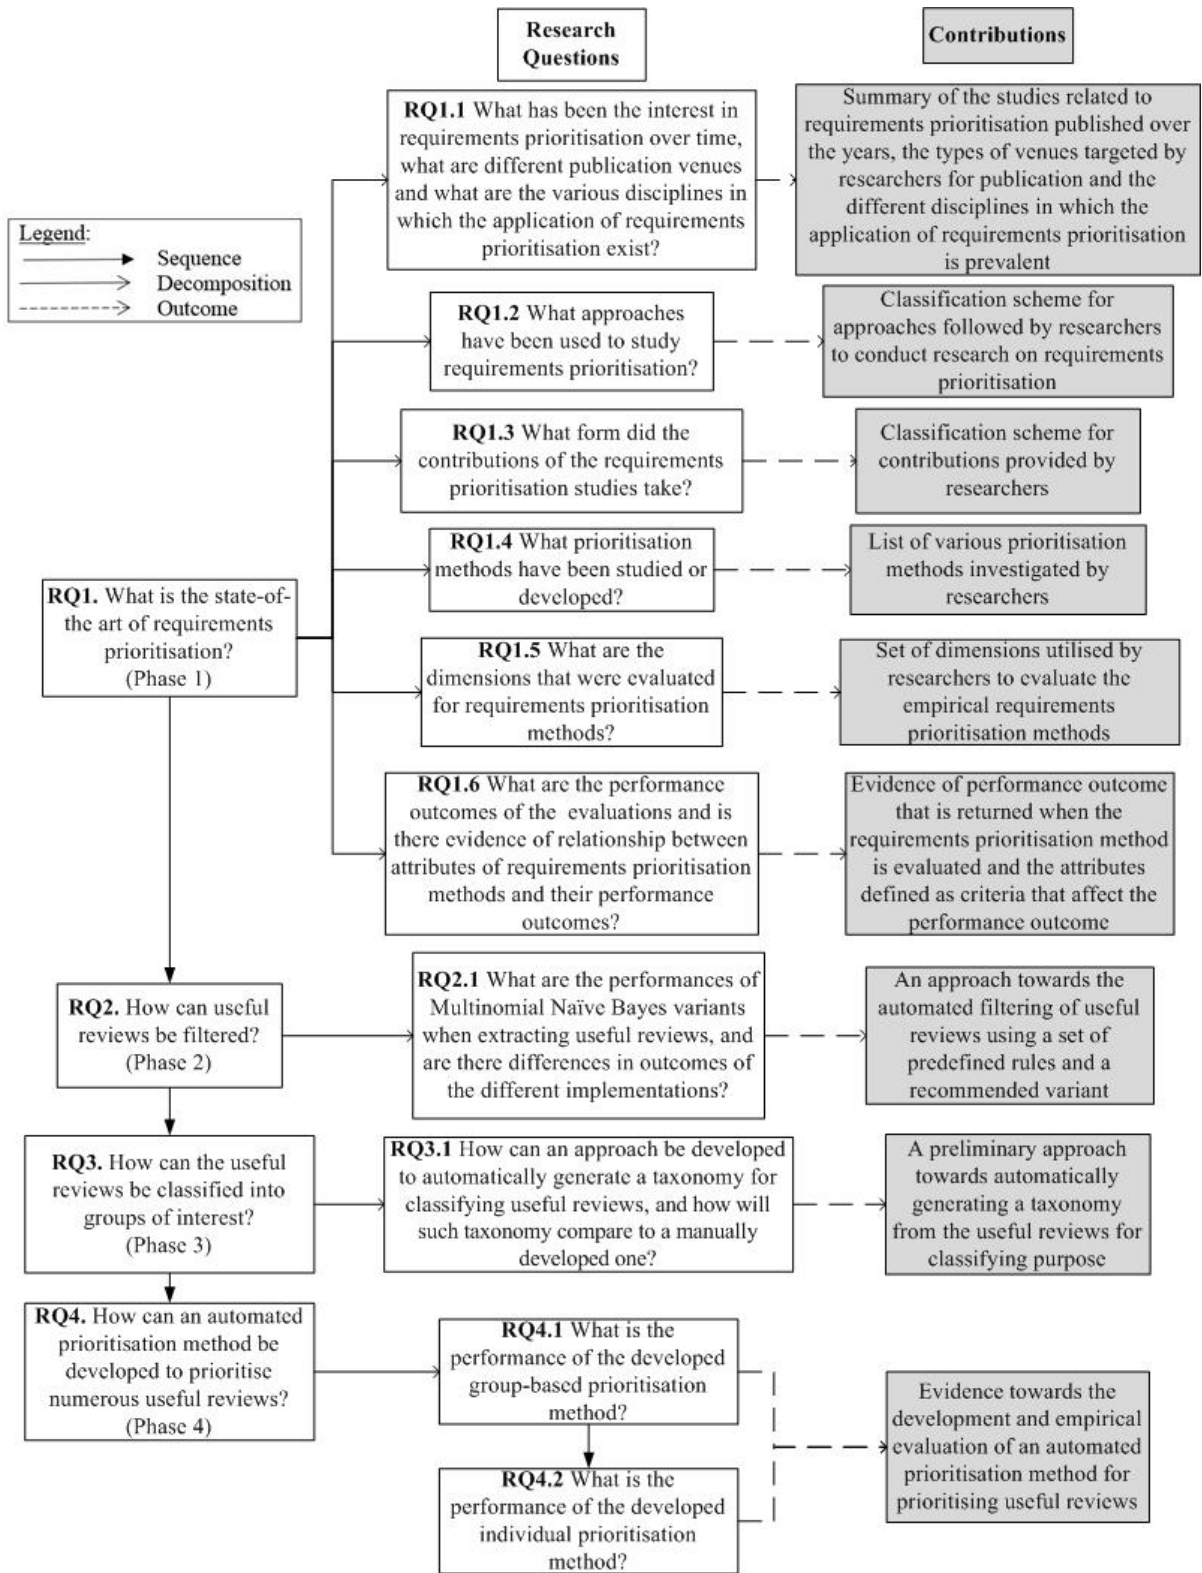 Research
Questions
Contributions
RQ1.1 What has been the interest in
requirements prioritisation over time,
what are different publication venues
and what are the various disciplines in
which the application of requirements
prioritisation exist?
Summary of the studies related to
requirements prioritisation published over
the years, the types of venues targeted by
researchers for publication and the
different disciplines in which the
application of requirements prioritisation
is prevalent
Legend:
Sequence
Decomposition
Outcome
RQ1.2 What approaches
have been used to study
requirements prioritisation?
Classification scheme for
approaches followed by researchers
to conduct research on requirements
prioritisation
RQ1.3 What form did the
contributions of the requirements
prioritisation studies take?
Classification scheme for
contributions provided by
researchers
RQ1.4 What prioritisation
methods have been studied or
developed?
List of various prioritisation
methods investigated by
researchers
RQ1. What is the state-of-
the art of requirements
prioritisation?
(Phase 1)
RQ1.5 What are the
dimensions that were evaluated
for requirements prioritisation
methods?
Set of dimensions utilised by
researchers to evaluate the
empirical requirements
prioritisation methods
RQ1.6 What are the performance
outcomes of the evaluations and is
there evidence of relationship between
attributes of requirements prioritisation
methods and their performance
outcomes?
Evidence of performance outcome
that is returned when the
requirements prioritisation method
is evaluated and the attributes
defined as criteria that affect the
performance outcome
RQ2. How can useful
reviews be filtered?
(Phase 2)
RQ2.1 What are the performances of
Multinomial Naïve Bayes variants
when extracting useful reviews, and
are there differences in outcomes of
the different implementations?
An approach towards the
automated filtering of useful
reviews using a set of
predefined rules and a
recommended variant
RQ3. How can the useful
reviews be classified into
groups of interest?
(Phase 3)
RQ3.1 How can an approach be developed
to automatically generate a taxonomy for
classifying useful reviews, and how will
such taxonomy compare to a manually
developed one?
A preliminary approach
towards automatically
generating a taxonomy
from the useful reviews for
classifying purpose
RQ4. How can an automated
prioritisation method be
developed to prioritise
numerous useful reviews?
(Phase 4)
RQ4.1 What is the
performance of the developed
group-based prioritisation
method?
RQ4.2 What is the
performance of the developed
individual prioritisation
method?
Evidence towards the
development and empirical
evaluation of an automated
prioritisation method for
prioritising useful reviews